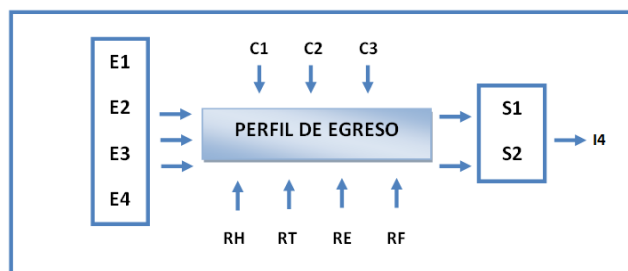 C1 C2 C3
E1
E2
E3
E4
PERFIL DE EGRESO
S1
S2
I4
RH RT RE RF